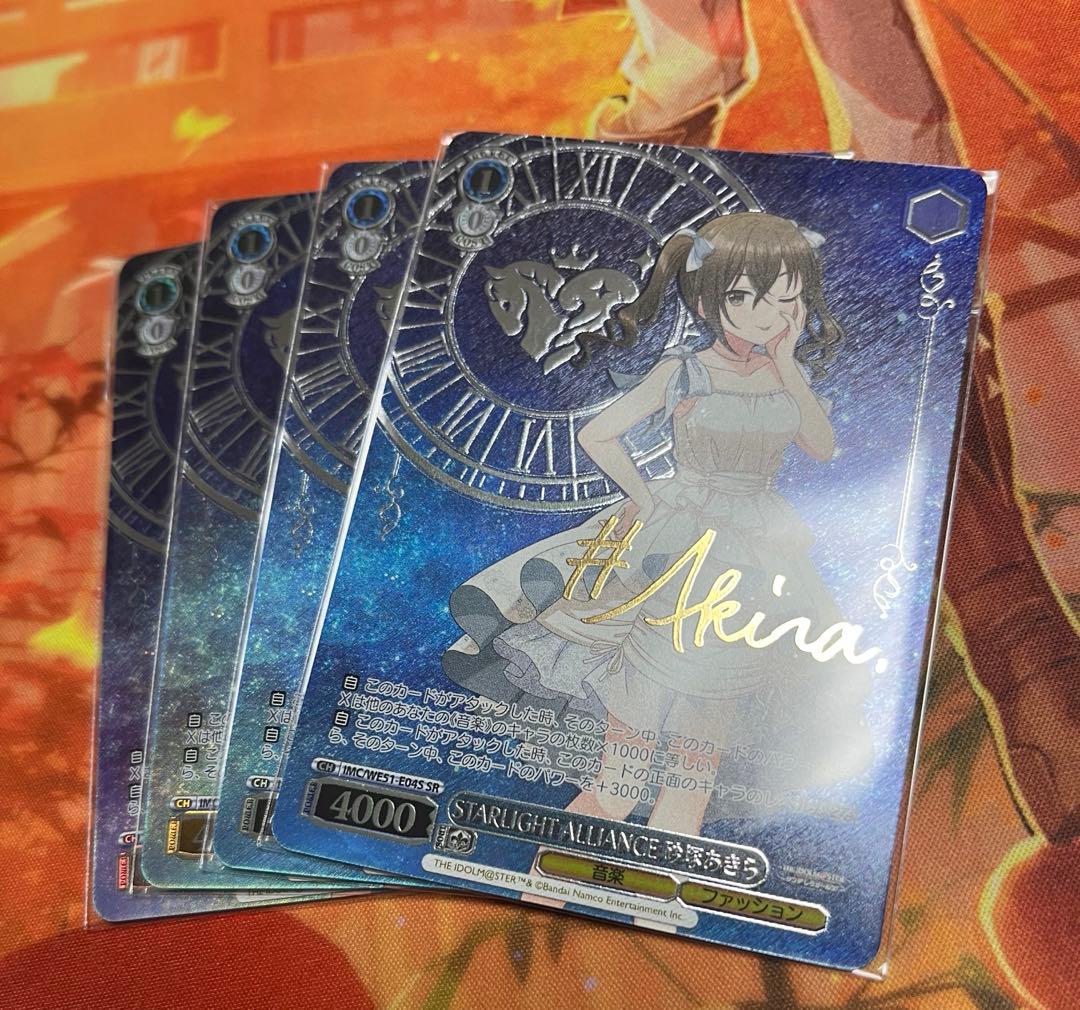 1
0
COST
XII
#Akira.
自 このカードがアタックした時、そのターン中、このカードのパ
Xは他のあなたの《音楽》のキャラの枚数×1000に等しい。
自 このカードがアタックした時、このカードの正面のキャラのレ
ら、そのターン中、このカードのパワーを+3000。
CH IMC/WE51-E04S SR
POWER 4000
STARLIGHT ALLIANCE 砂塚あきら
音楽
ファッション
THE IDOLM@STER™& ©Bandai Namco Entertainment Inc.